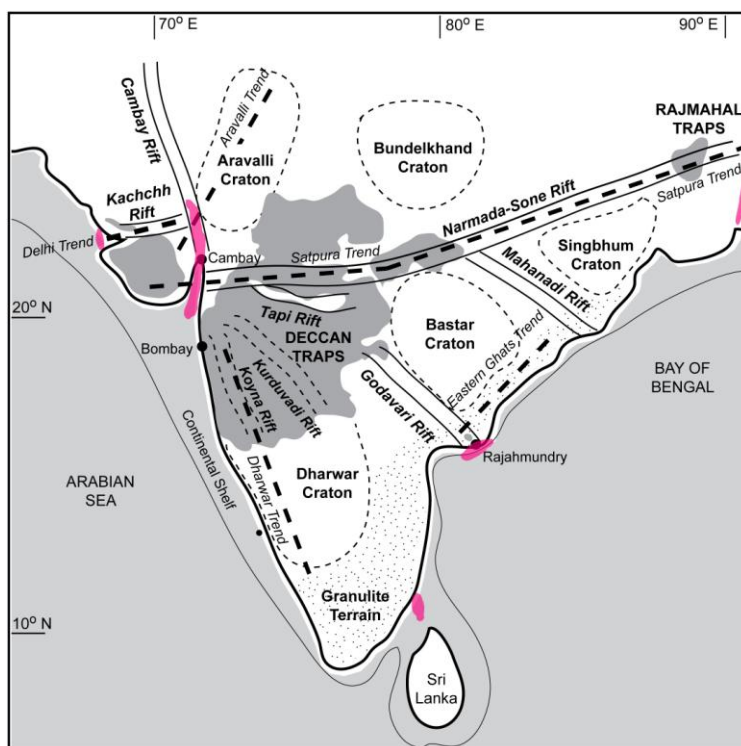 70° E
80° E
90° E
Cambay Rift
Aravalli Trend
Aravalli
Craton
Bundelkhand
Craton
RAJMAHAL
TRAPS
Kachchh
Rift
Narmada-Sone Rift
Satpura Trend
Delhi Trend
Cambay
Satpura Trend
Singbhum
Craton
Mahanadi Rift
20° N
Tapi Rift
DECCAN
TRAPS
Bastar
Craton
Eastern Ghats Trend
Bombay
Koyna Rift
Kurduvadi Rift
Godavari Rift
BAY OF
BENGAL
Rajahmundry
Continental Shelf
Dharwar Trend
Dharwar
Craton
ARABIAN
SEA
Granulite
Terrain
10° N
Sri
Lanka